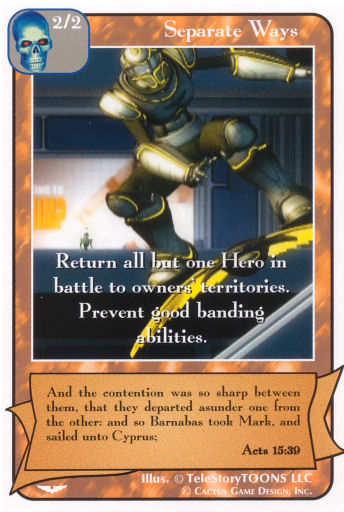 2/2
Separate Ways
Return all but one Hero in
battle to owners' territories.
Prevent good banding
abilities.
And the contention was so sharp between
them, that they departed asunder one from
the other: and so Barnabas took Mark, and
sailed unto Cyprus;
Acts 15:39
Illus. © TeleStoryTOONS LLC
© Cactus Game Design, Inc.